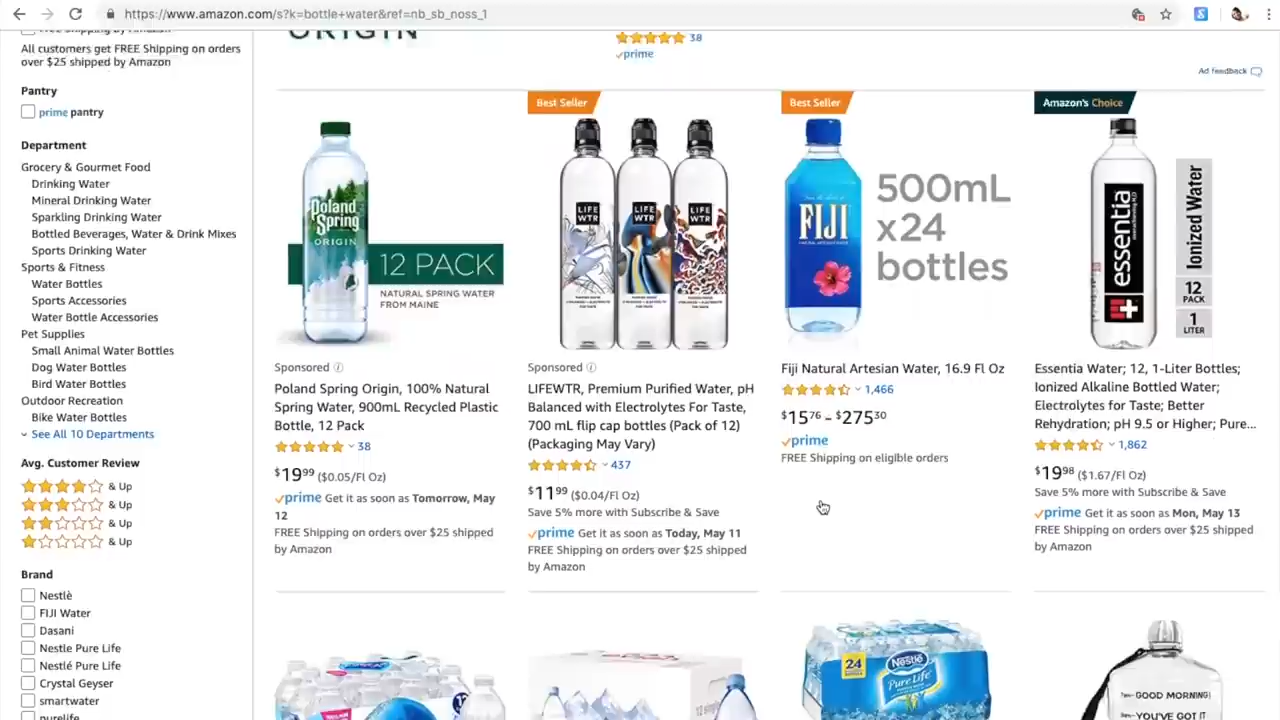 https://www.amazon.com/s?k=bottle+water&ref=nb_sb_noss_1
Free Shipping by Amazon
All customers get FREE Shipping on orders
over $25 shipped by Amazon
Pantry
prime pantry
Department
Grocery & Gourmet Food
Drinking Water
Mineral Drinking Water
Sparkling Drinking Water
Bottled Beverages, Water & Drink Mixes
Sports Drinking Water
Sports & Fitness
Water Bottles
Sports Accessories
Water Bottle Accessories
Pet Supplies
Small Animal Water Bottles
Dog Water Bottles
Bird Water Bottles
Outdoor Recreation
Bike Water Bottles
See All 10 Departments
Avg. Customer Review
& Up
& Up
& Up
& Up
Brand
Nestlè
FIJI Water
Dasani
Nestle Pure Life
Nestlé Pure Life
Crystal Geyser
smartwater
purelife
ORIGIN
38
prime
Ad feedback
Poland
Spring
ORIGIN
12 PACK
NATURAL SPRING WATER
FROM MAINE
Sponsored
Poland Spring Origin, 100% Natural
Spring Water, 900mL Recycled Plastic
Bottle, 12 Pack
38
$19.99 ($0.05/Fl Oz)
prime Get it as soon as Tomorrow, May
12
FREE Shipping on orders over $25 shipped
by Amazon
Best Seller
LIFE
WTR
LIFE
WTR
LIFE
WTR
Sponsored
LIFEWTR, Premium Purified Water, pH
Balanced with Electrolytes For Taste,
700 mL flip cap bottles (Pack of 12)
(Packaging May Vary)
437
$11.99 ($0.04/Fl Oz)
Save 5% more with Subscribe & Save
prime Get it as soon as Today, May 11
FREE Shipping on orders over $25 shipped
by Amazon
Best Seller
FIJI
500mL
x24
bottles
Fiji Natural Artesian Water, 16.9 Fl Oz
1,466
$15.76 - $275.30
prime
FREE Shipping on eligible orders
Amazon's Choice
essentia
Ionized Water
12
PACK
1
LITER
Essentia Water; 12, 1-Liter Bottles;
Ionized Alkaline Bottled Water;
Electrolytes for Taste; Better
Rehydration; pH 9.5 or Higher; Pure...
1,862
$19.98 ($1.67/Fl Oz)
Save 5% more with Subscribe & Save
prime Get it as soon as Mon, May 13
FREE Shipping on orders over $25 shipped
by Amazon
24
Nestlé
Pure Life
GOOD MORNING!
YOU'VE GOT IT